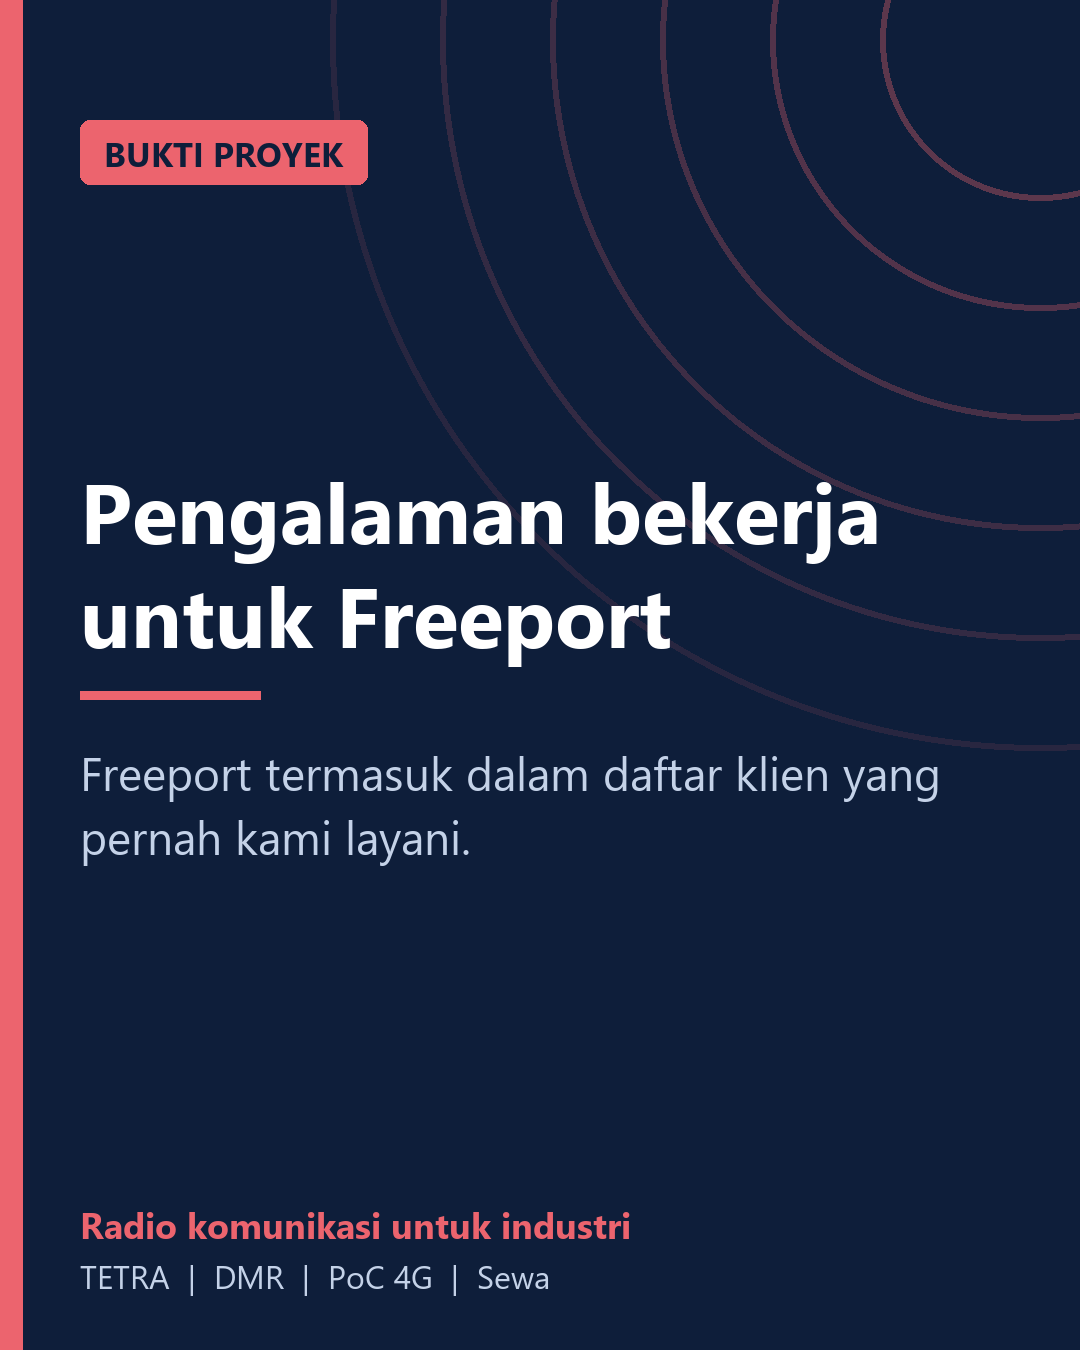 BUKTI PROYEK
Pengalaman bekerja
untuk Freeport
Freeport termasuk dalam daftar klien yang
pernah kami layani.
Radio komunikasi untuk industri
TETRA | DMR | PoC 4G | Sewa